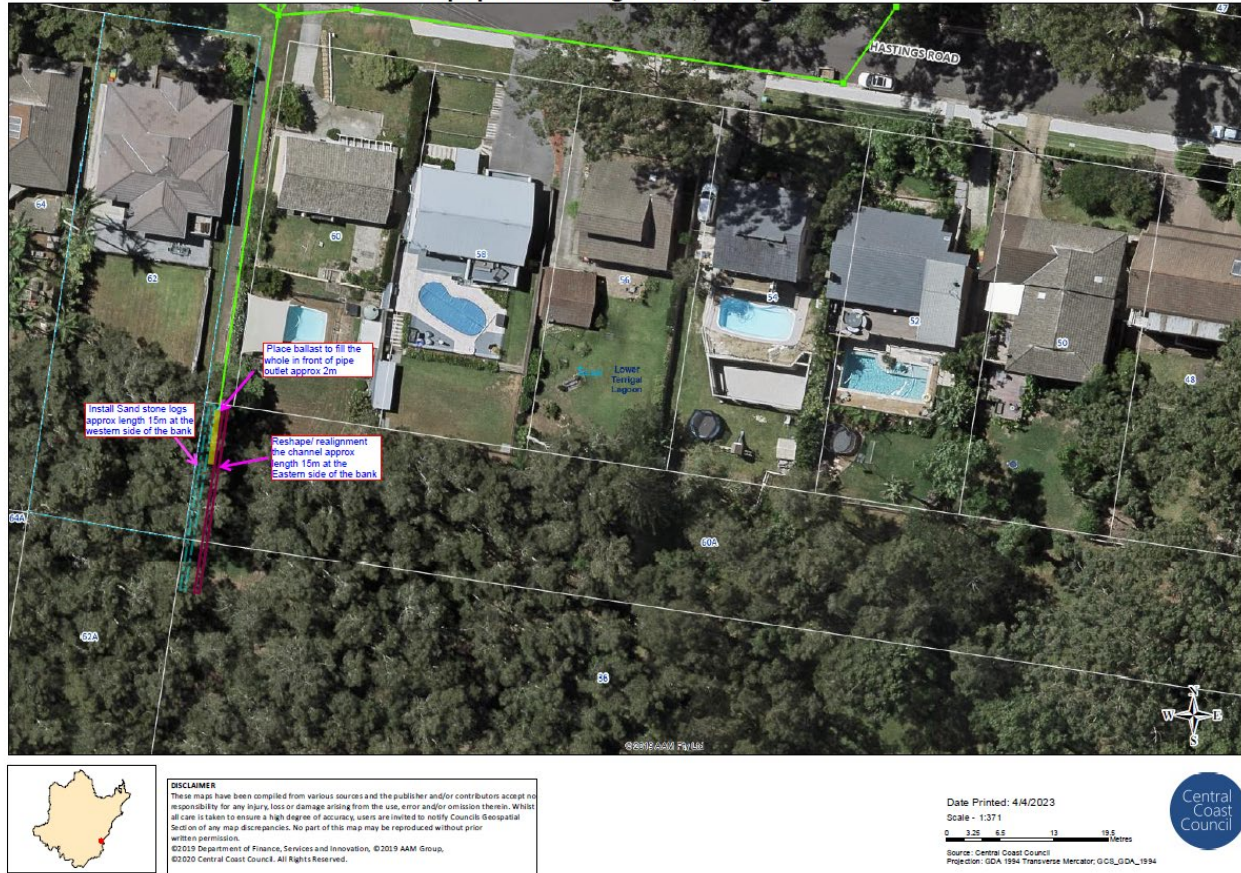 47
HASTINGS ROAD
64
60
58
62
56
54
52
50
48
Place ballast to fill the
whole in front of pipe
outlet approx 2m
Lower
Terrigal
Lagoon
Install Sand stone logs
approx length 15m at the
western side of the bank
Reshape/ realignment
the channel approx
length 15m at the
Eastern side of the bank
64A
60A
62A
36
N
W E
S
©2019 AAM Pty Ltd
DISCLAIMER
These maps have been compiled from various sources and the publisher and/or contributors accept no
responsibility for any injury, loss or damage arising from the use, error and/or omission therein. Whilst
all care is taken to ensure a high degree of accuracy, users are invited to notify Councils Geospatial
Section of any map discrepancies. No part of this map may be reproduced without prior
written permission.
©2019 Department of Finance, Services and Innovation, ©2019 AAM Group,
©2020 Central Coast Council. All Rights Reserved.
Date Printed: 4/4/2023
Scale - 1:371
0 3.25 6.5 13 19.5
Metres
Source: Central Coast Council
Projection: GDA 1994 Transverse Mercator; GCS_GDA_1994
Central
Coast
Council